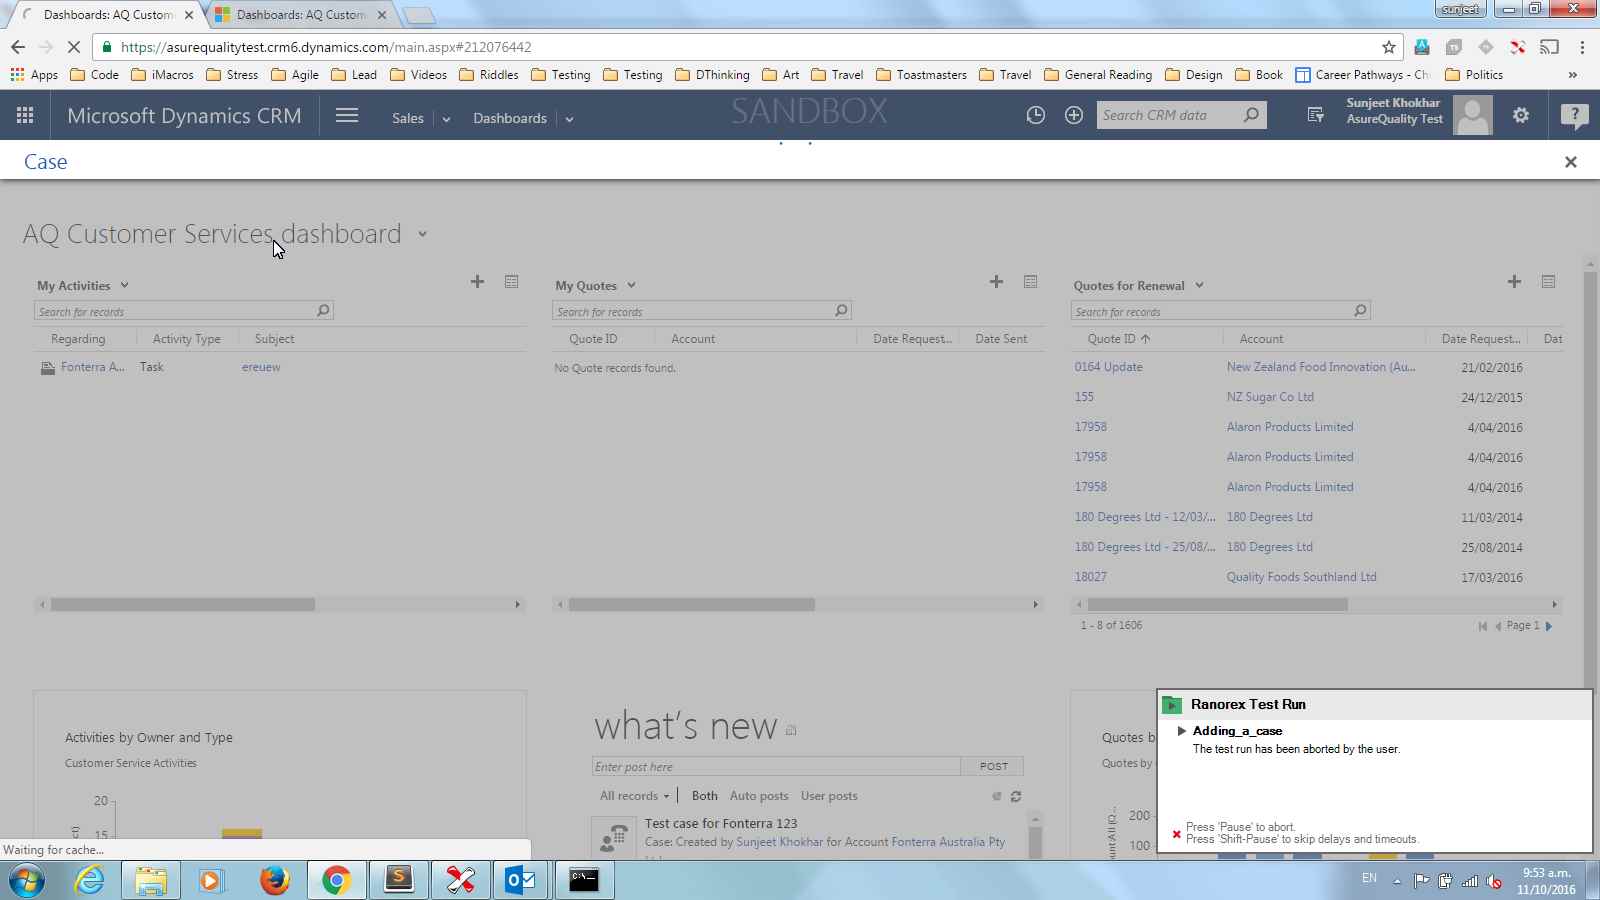 Dashboards: AQ Custom
Dashboards: AQ Custom
sunjeet
https://asurequalitytest.crm6.dynamics.com/main.aspx#212076442
Apps
Code
iMacros
Stress
Agile
Lead
Videos
Riddles
Testing
Testing
DThinking
Art
Travel
Toastmasters
Travel
General Reading
Design
Book
Career Pathways - Ch
Politics
»
Microsoft Dynamics CRM
Sales
Dashboards
SANDBOX
Search CRM data
Sunjeet Khokhar
AsureQuality Test
?
Case
AQ Customer Services dashboard
My Activities
Search for records
Regarding Activity Type Subject
Fonterra A... Task ereuew
My Quotes
Search for records
Quote ID Account Date Request... Date Sent
No Quote records found.
Quotes for Renewal
Search for records
Quote ID Account Date Request... Dat
0164 Update New Zealand Food Innovation (Au... 21/02/2016
155 NZ Sugar Co Ltd 24/12/2015
17958 Alaron Products Limited 4/04/2016
17958 Alaron Products Limited 4/04/2016
17958 Alaron Products Limited 4/04/2016
180 Degrees Ltd - 12/03/... 180 Degrees Ltd 11/03/2014
180 Degrees Ltd - 25/08/... 180 Degrees Ltd 25/08/2014
18027 Quality Foods Southland Ltd 17/03/2016
1 - 8 of 1606
Page 1
Activities by Owner and Type
Customer Service Activities
20
15
what's new
Enter post here
POST
All records
Both Auto posts User posts
Test case for Fonterra 123
Case: Created by Sunjeet Khokhar for Account Fonterra Australia Pty
Quotes b
Quotes by
200
100
Ranorex Test Run
Adding_a_case
The test run has been aborted by the user.
Press 'Pause' to abort.
Press 'Shift-Pause' to skip delays and timeouts.
Waiting for cache...
EN
9:53 a.m.
11/10/2016